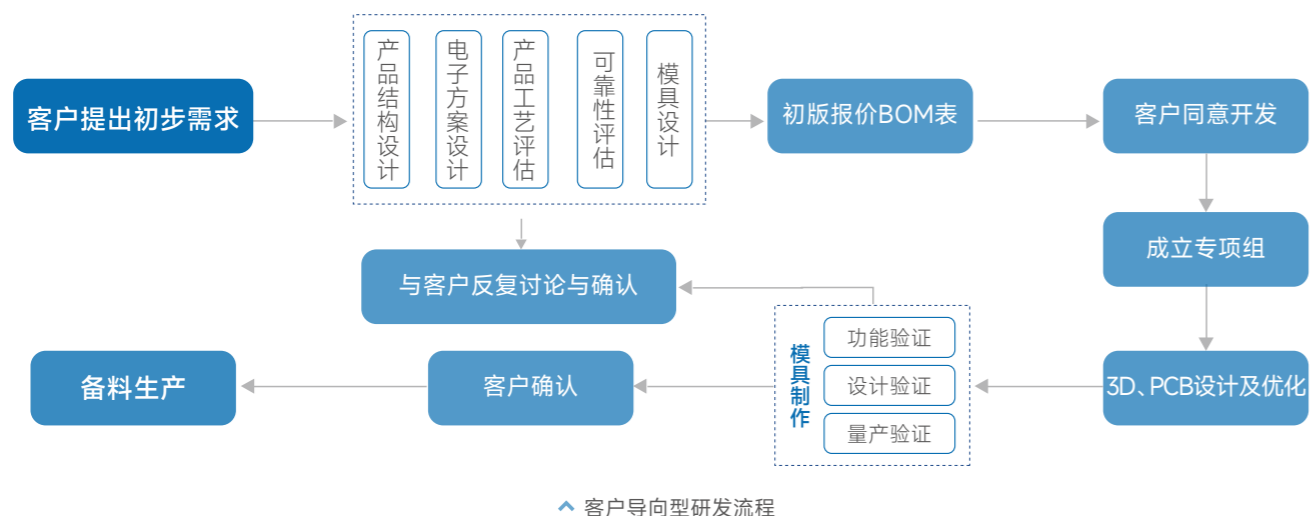 客户提出初步需求
产品结构设计
电子方案设计
产品工艺评估
可靠性评估
模具设计
初版报价BOM表
客户同意开发
成立专项组
与客户反复讨论与确认
3D、PCB设计及优化
模具制作
功能验证
设计验证
量产验证
客户确认
备料生产
客户导向型研发流程